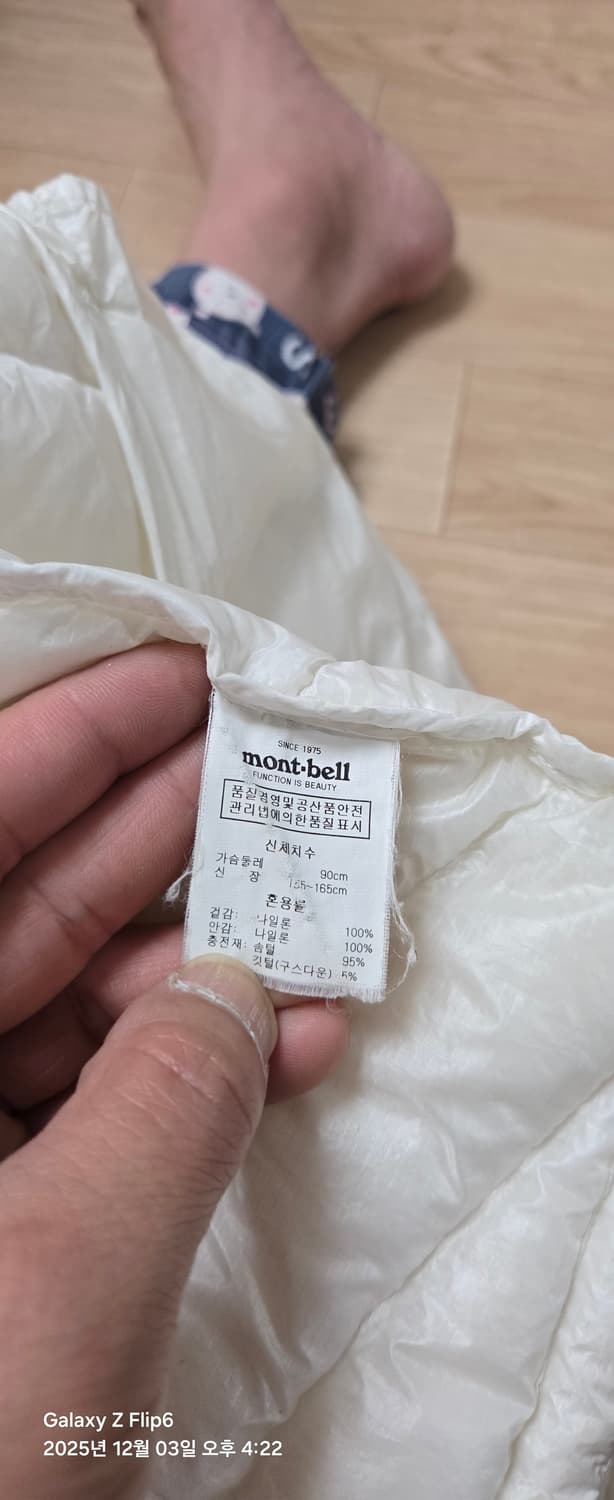 SINCE 1975
mont·bell
FUNCTION IS BEAUTY
품질경영및공산품안전
관리법에의한품질표시
신체치수
가슴둘레 90cm
신 장 155~165cm
혼용률
겉감: 나일론 100%
안감: 나일론 100%
충전재: 솜털 95%
깃털(구스다운) 5%
S
Galaxy Z Flip6
2025년 12월 03일 오후 4:22